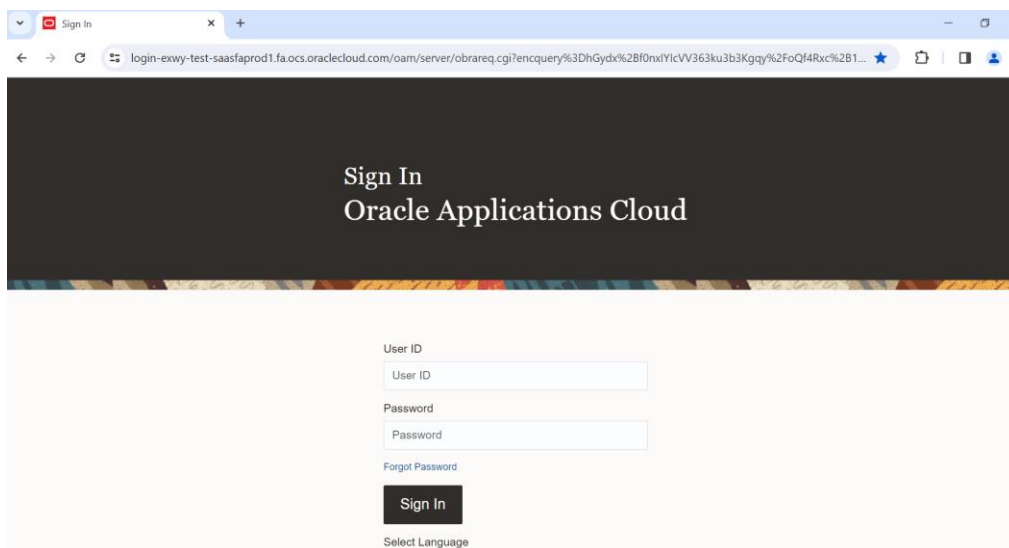 Sign In
login-exwy-test-saasfaprod1.fa.ocs.oraclecloud.com/oam/server/obrareq.cgi?encquery%3DhGydx%2Bf0nxIYIcVV363ku3b3Kgqy%2FoQf4Rxc%2B1...
Sign In
Oracle Applications Cloud
User ID
User ID
Password
Password
Forgot Password
Sign In
Select Language